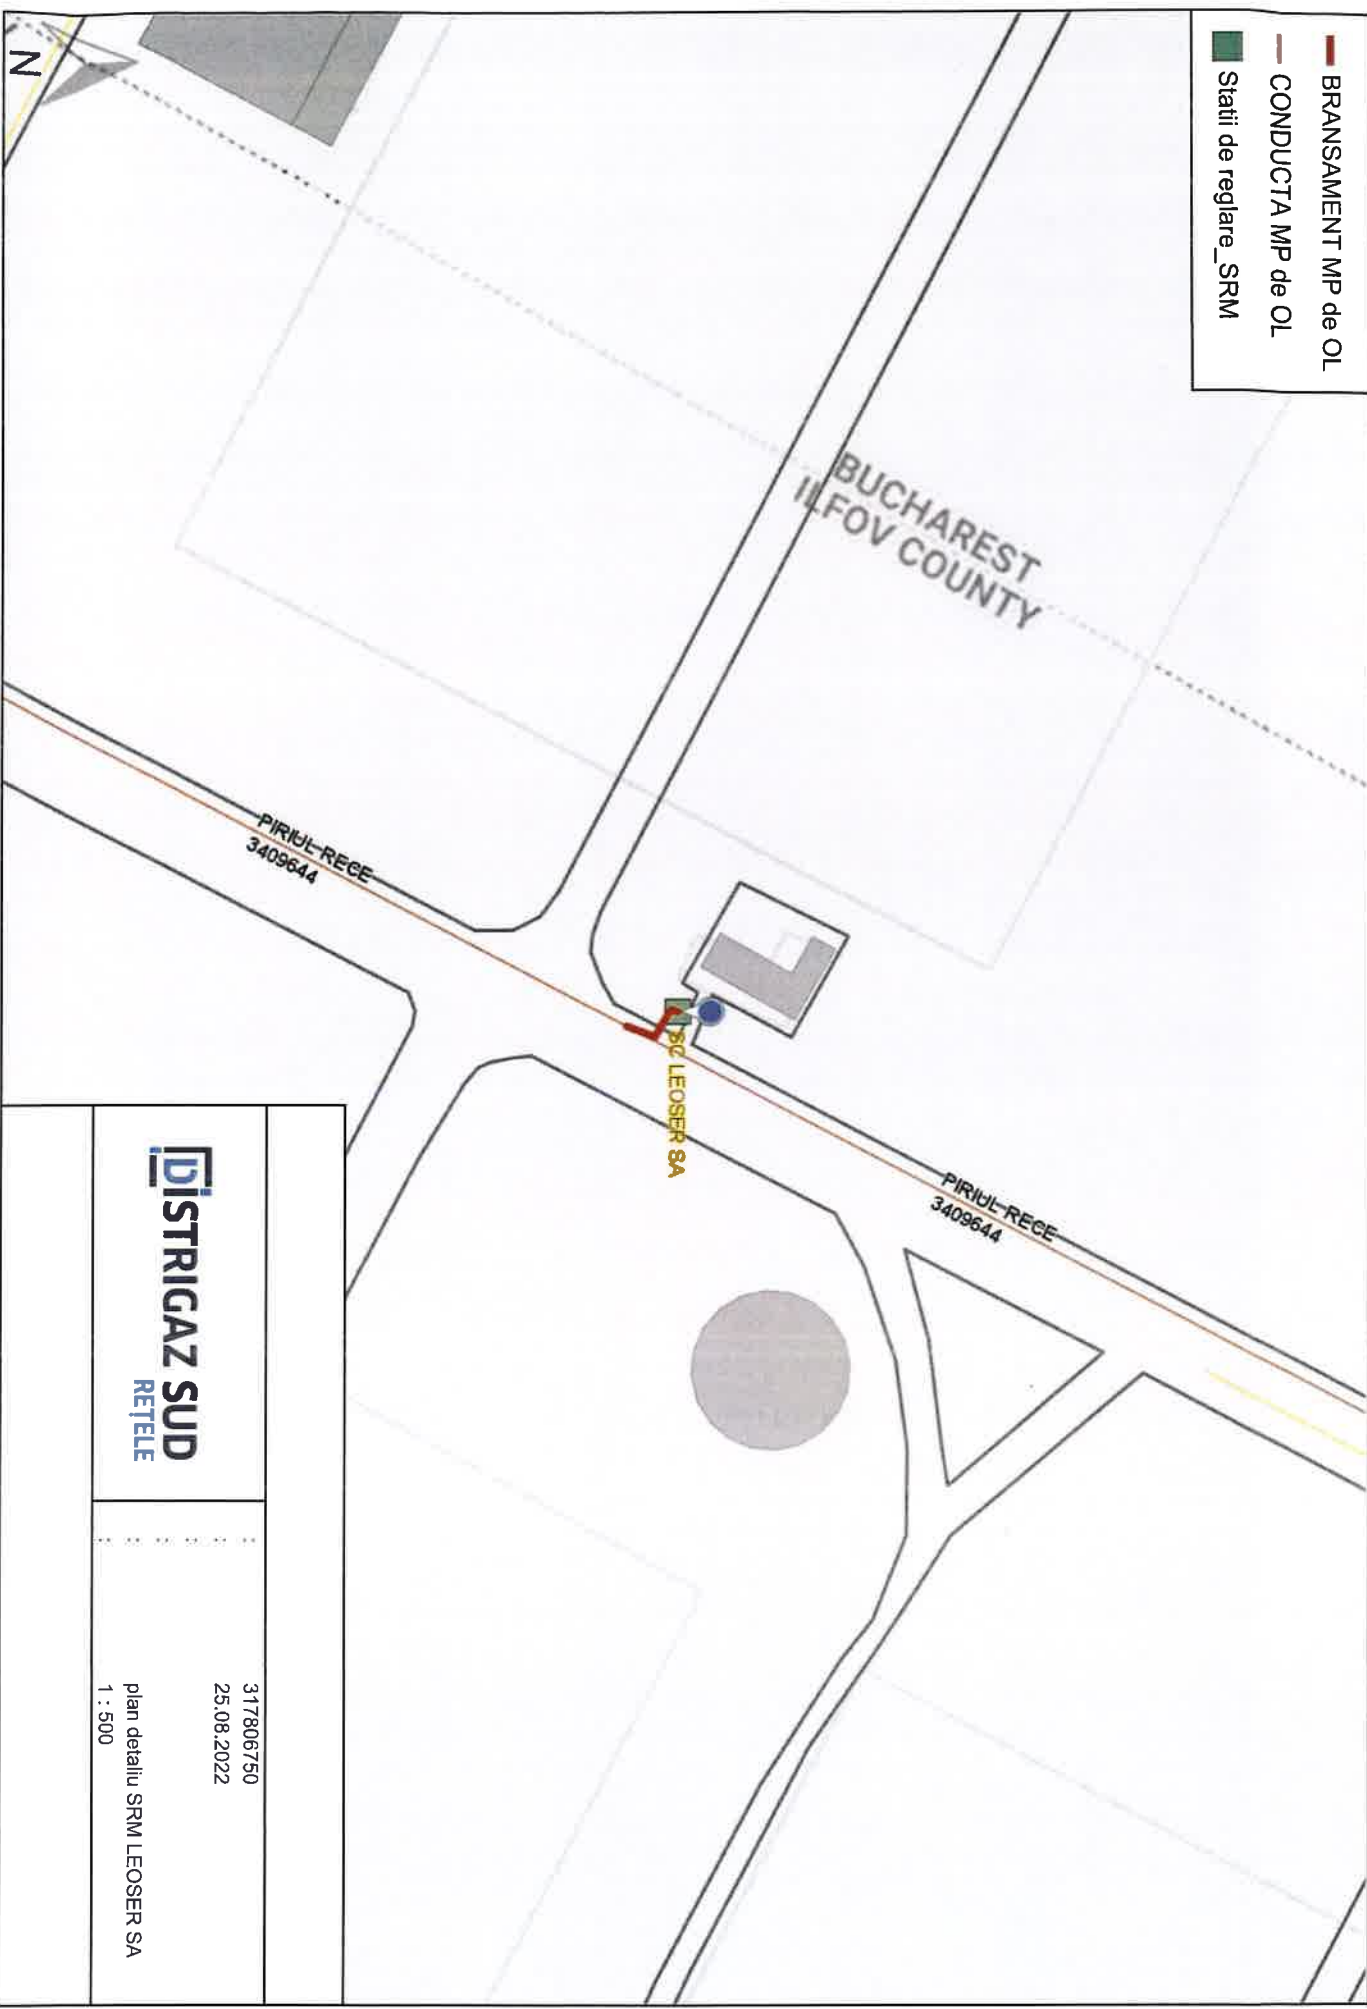 BRANSAMENT MP de OL
CONDUCTA MP de OL
Statii de reglare_SRM
N
BUCHAREST
ILFOV COUNTY
PIRIUL RECE
3409644
SC LEOSER SA
PIRIUL RECE
3409644
DISTRIGAZ SUD
REȚELE
: 317806750
: 25.08.2022
:
:
: plan detaliu SRM LEOSER SA
: 1 : 500